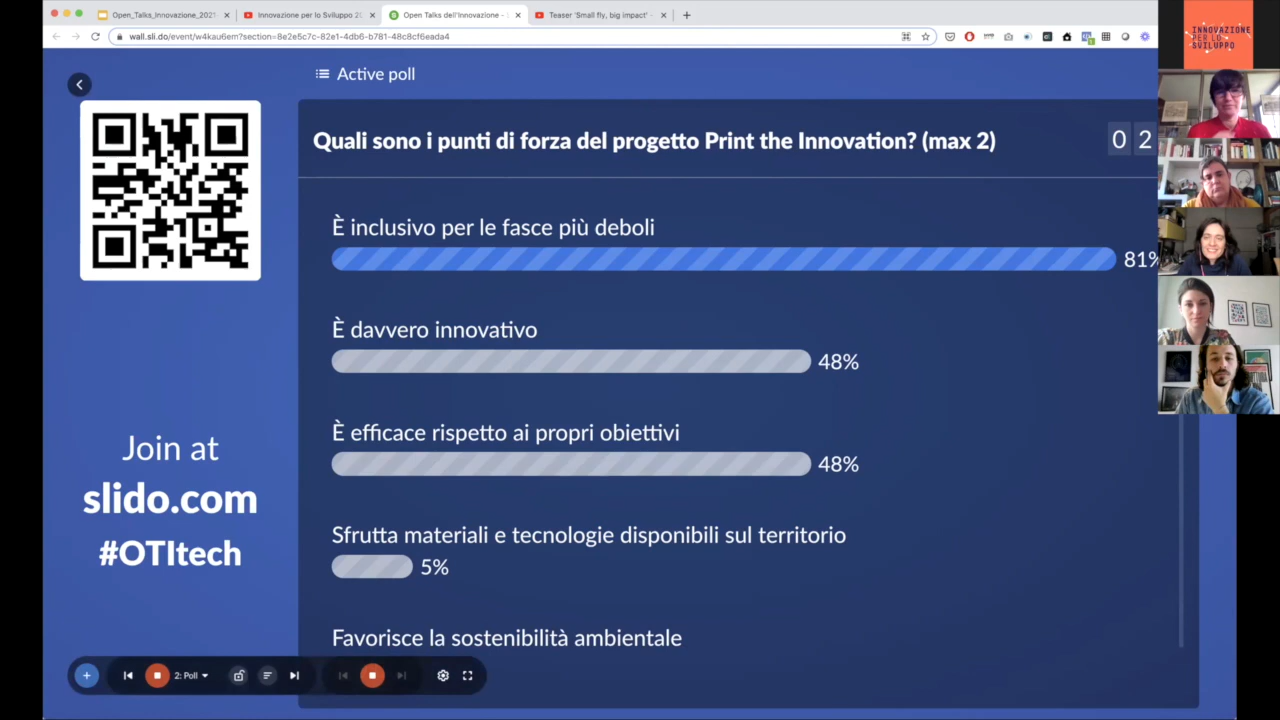 Open_Talks_Innovazione_2021
Innovazione per lo Sviluppo 20
Open Talks dell'Innovazione -
Teaser 'Small fly, big impact' -
wall.sli.do/event/w4kau6em?section=8e2e5c7c-82e1-4db6-b781-48c8cf6eada4
INNOVAZIONE
PER LO
SVILUPPO
Active poll
Quali sono i punti di forza del progetto Print the Innovation? (max 2)
0 2
È inclusivo per le fasce più deboli
81%
È davvero innovativo
48%
È efficace rispetto ai propri obiettivi
48%
Sfrutta materiali e tecnologie disponibili sul territorio
5%
Favorisce la sostenibilità ambientale
Join at
slido.com
#OTItech
2: Poll